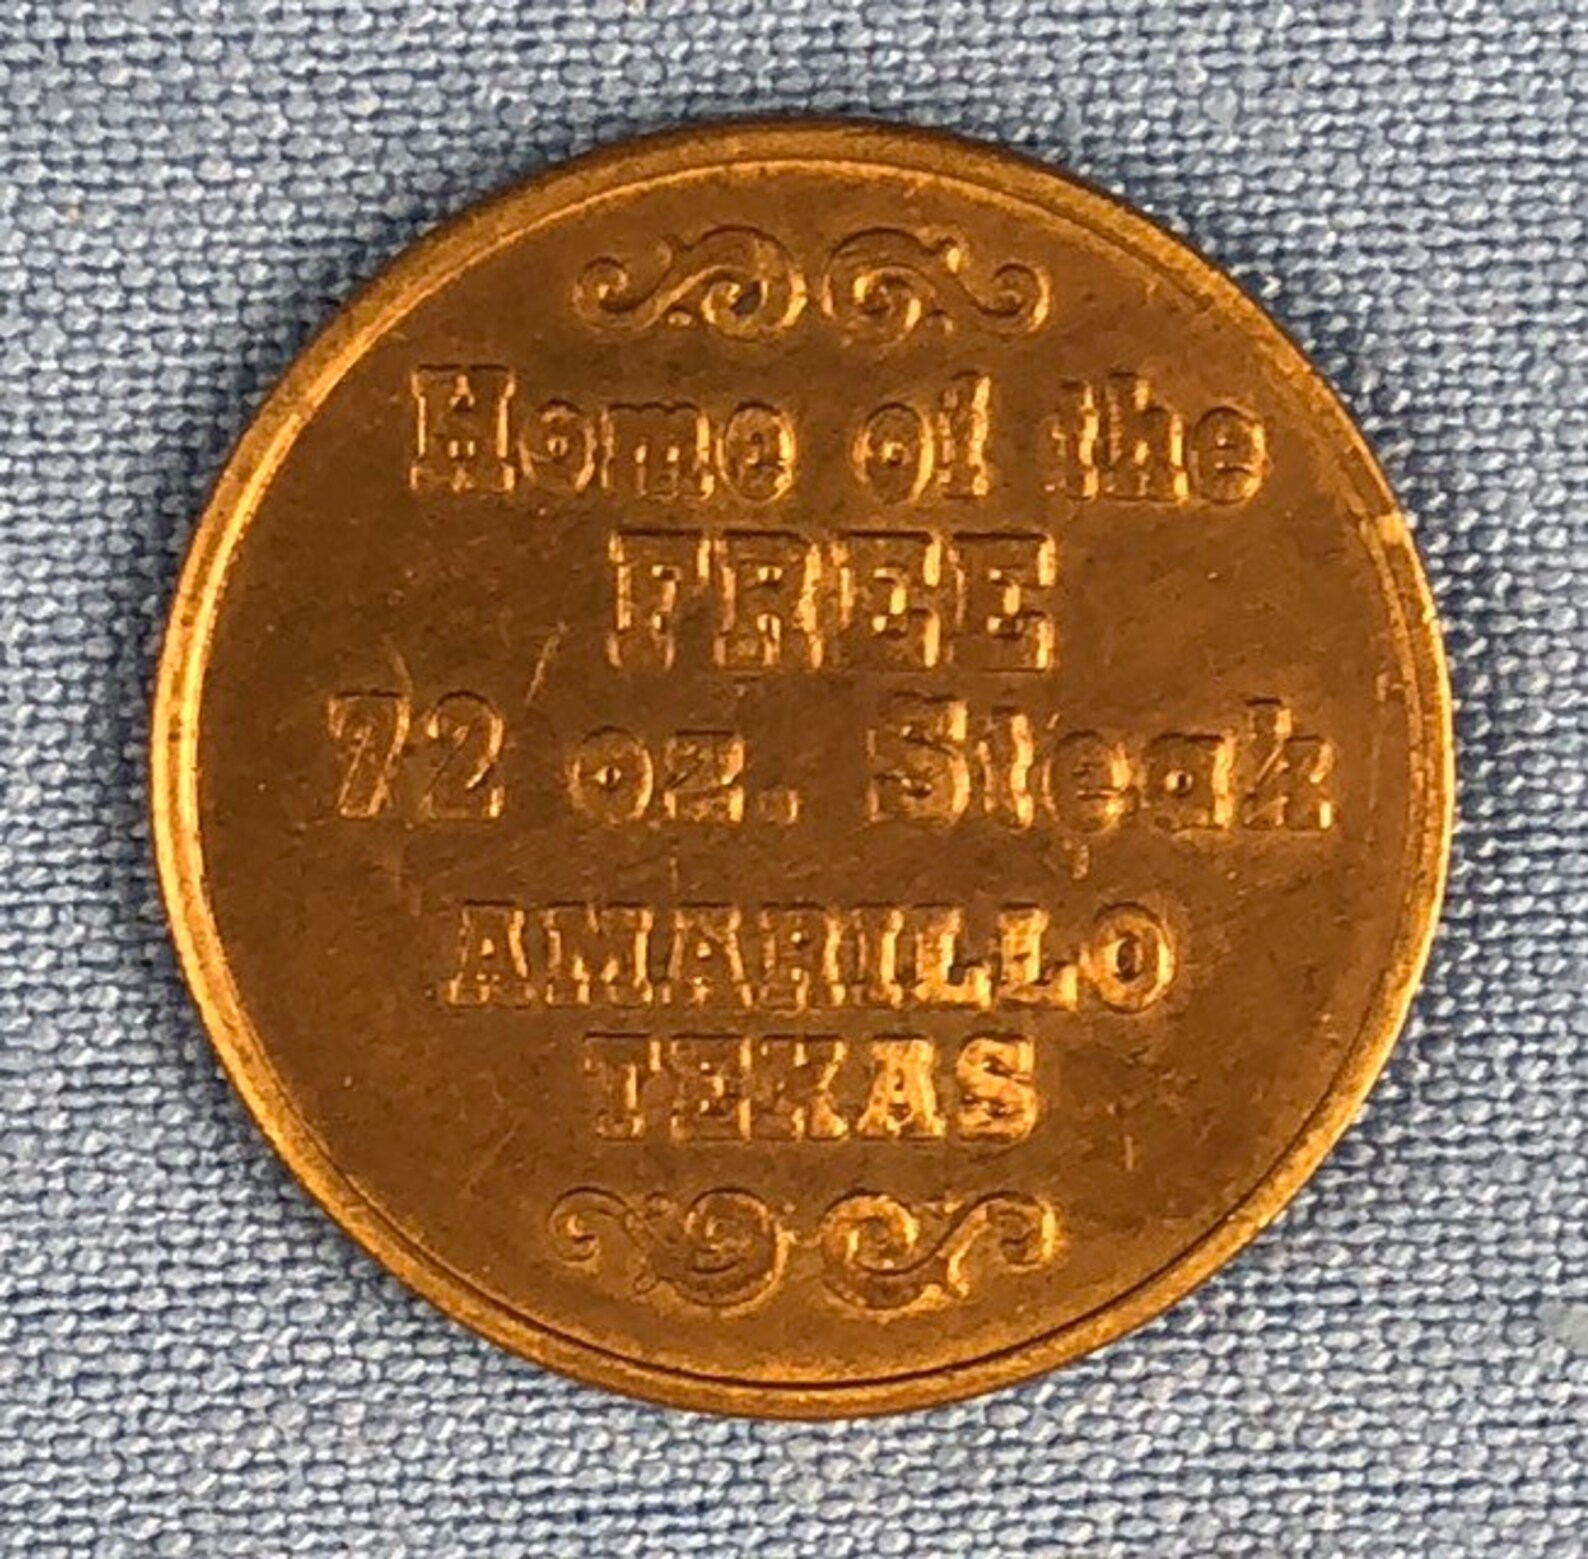 Home of the
FREE
72 oz. Steak
AMARILLO
TEXAS